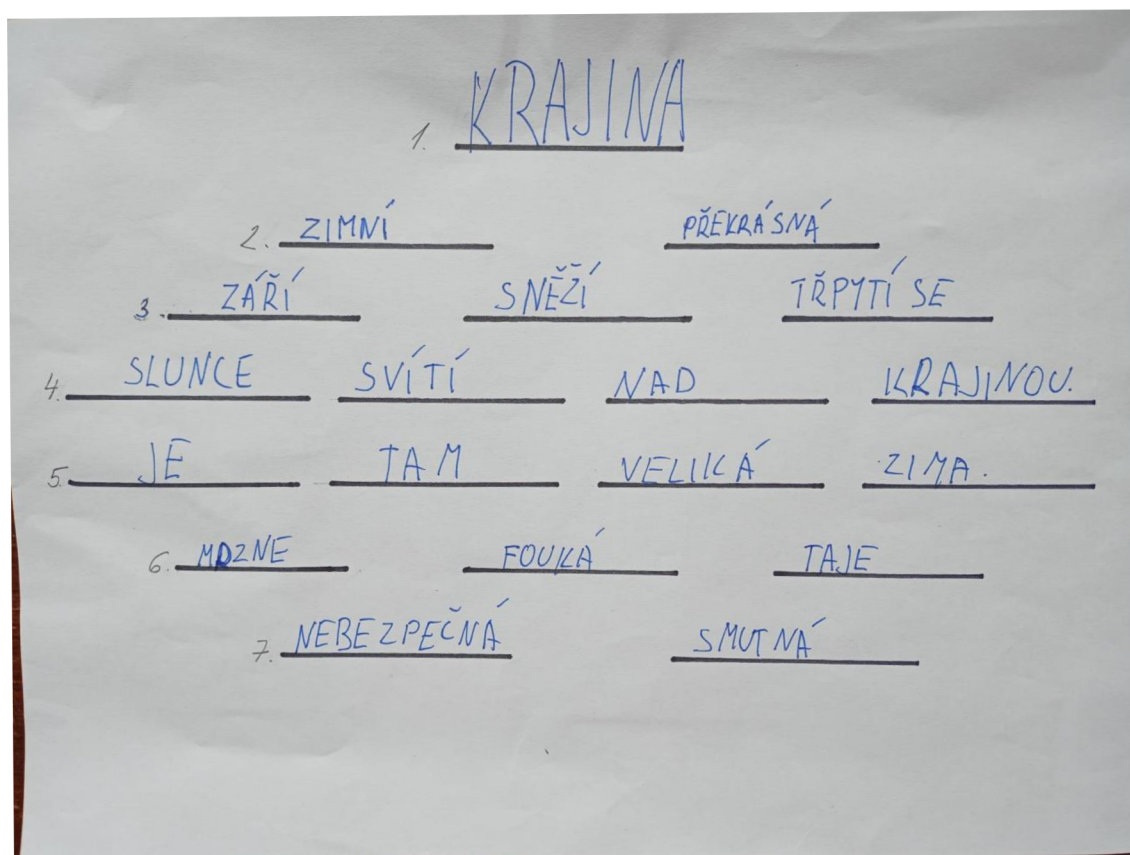 1. KRAJINA
2. ZIMNÍ PŘEKRÁSNÁ
3. ZÁŘÍ SNĚŽÍ TŘPYTÍ SE
4. SLUNCE SVÍTÍ NAD KRAJINOU.
5. JE TAM VELIKÁ ZIMA.
6. MRZNE FOUKÁ TAJE
7. NEBEZPEČNÁ SMUTNÁ